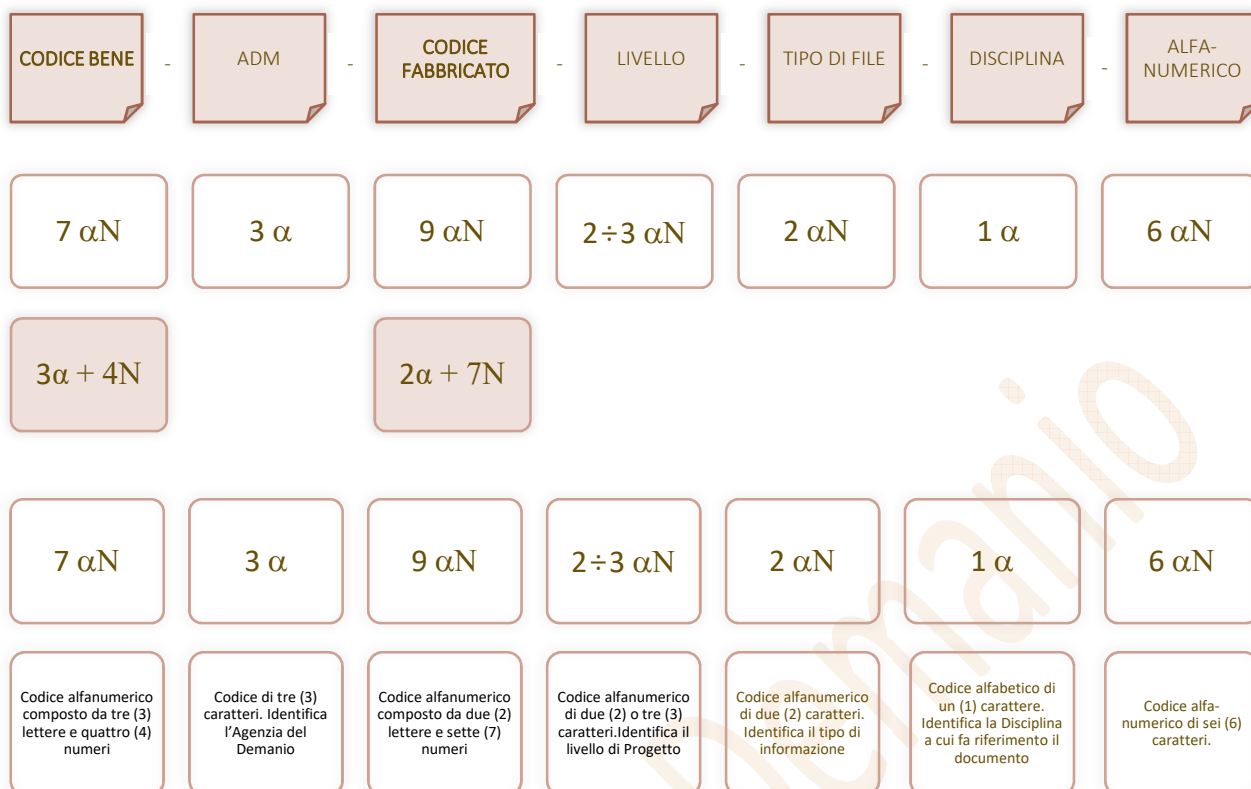 CODICE BENE - ADM - CODICE FABBRICATO - LIVELLO - TIPO DI FILE - DISCIPLINA - ALFA-NUMERICO
7 αN
3 α
9 αN
2÷3 αN
2 αN
1 α
6 αN
3α + 4N
2α + 7N
7 αN
3 α
9 αN
2÷3 αN
2 αN
1 α
6 αN
Codice alfanumerico
composto da tre (3)
lettere e quattro (4)
numeri
Codice di tre (3)
caratteri. Identifica
l’Agenzia del
Demanio
Codice alfanumerico
composto da due (2)
lettere e sette (7)
numeri
Codice alfanumerico
di due (2) o tre (3)
caratteri.Identifica il
livello di Progetto
Codice alfanumerico
di due (2) caratteri.
Identifica il tipo di
informazione
Codice alfabetico di
un (1) carattere.
Identifica la Disciplina
a cui fa riferimento il
documento
Codice alfa-
numerico di sei (6)
caratteri.
Demanio